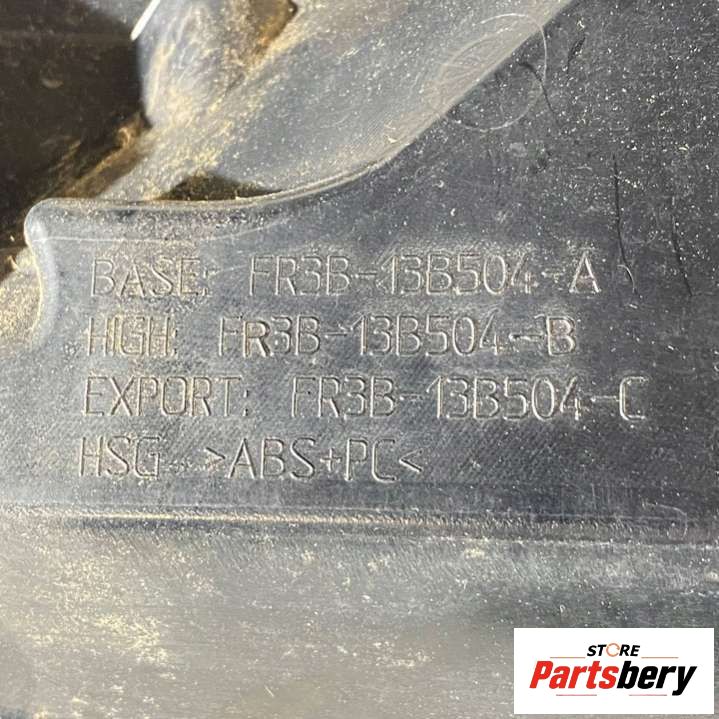 BASE: FR3B-13B504-A
HIGH: FR3B-13B504-B
EXPORT: FR3B-13B504-C
HSG >ABS+PC<
STORE
Partsbery